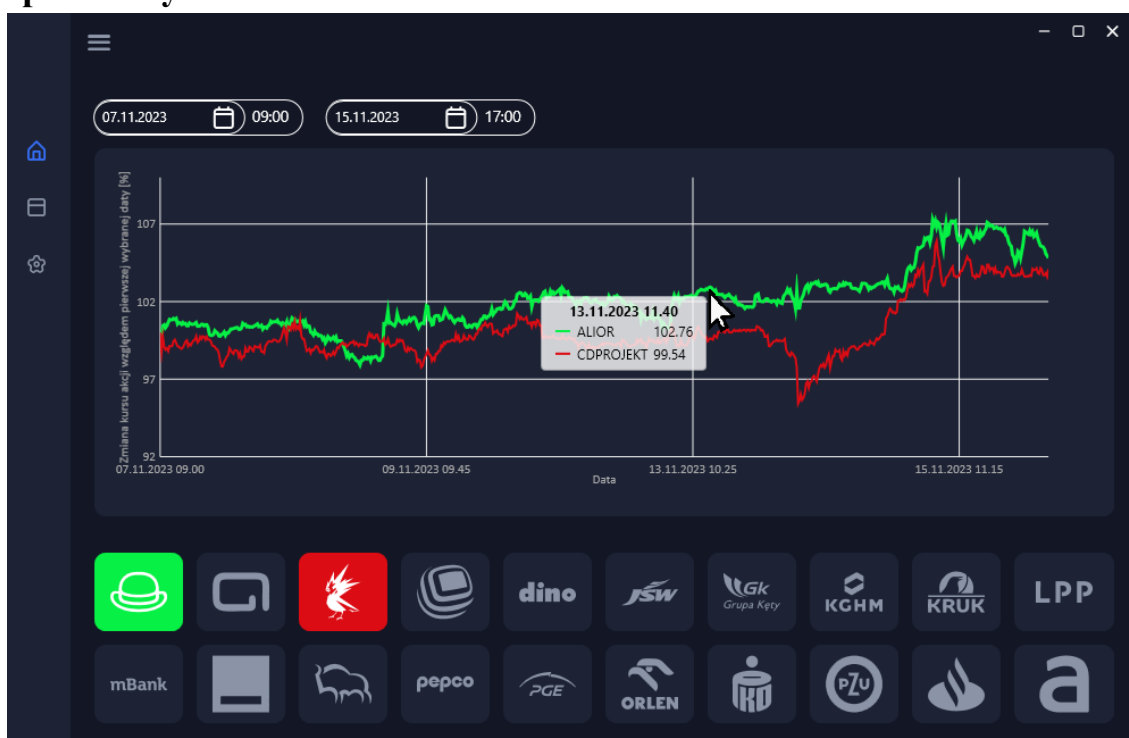 07.11.2023 09:00 15.11.2023 17:00
Zmiana kursu akcji względem pierwszej wybranej daty [%]
107
102
97
92
13.11.2023 11.40
ALIOR 102.76
CDPROJEKT 99.54
07.11.2023 09.00 09.11.2023 09.45 13.11.2023 10.25 15.11.2023 11.15
Data
dino JSW GK Grupa Kęty KGHM KRUK LPP
mBank pepco PGE ORLEN PKO PZU a